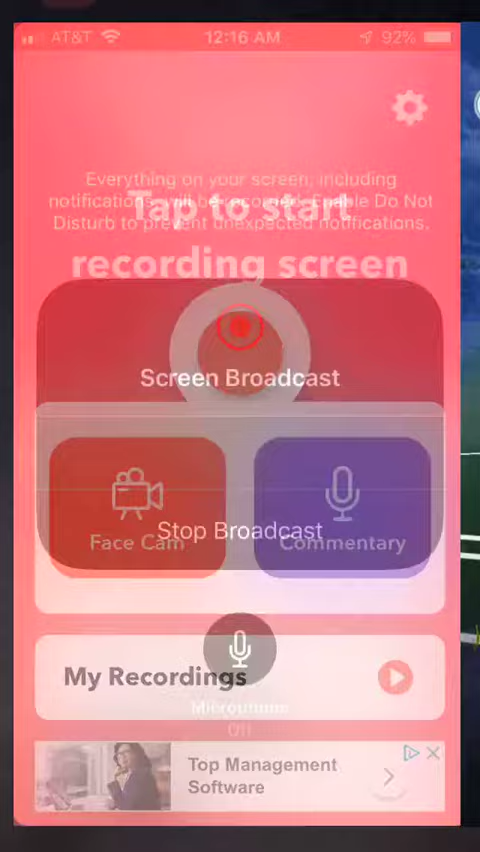 AT&T
12:16 AM
92%
Everything on your screen, including
notifications, will be recorded. Enable Do Not
Disturb to prevent unexpected notifications.
Tap to start
recording screen
Screen Broadcast
Face Cam
Commentary
Stop Broadcast
My Recordings
Microphone
Off
Top Management
Software